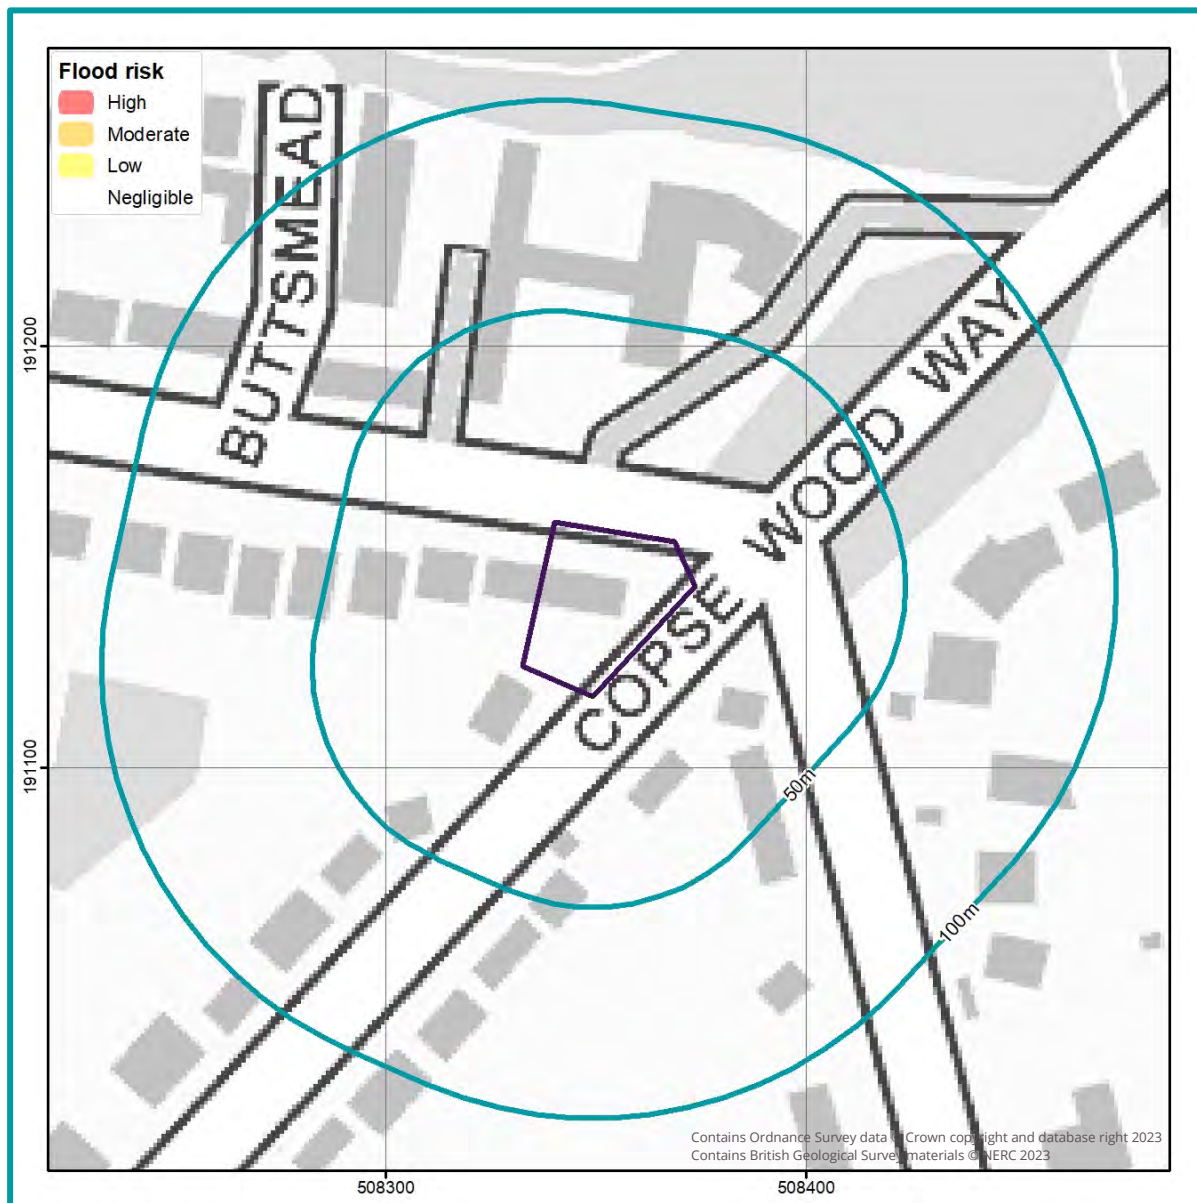 Flood risk
High
Moderate
Low
Negligible
BUTTSMEAD
COPSE WOOD WAY
50m
100m
191200
191100
508300
508400
Contains Ordnance Survey data © Crown copyright and database right 2023
Contains British Geological Survey materials © NERC 2023